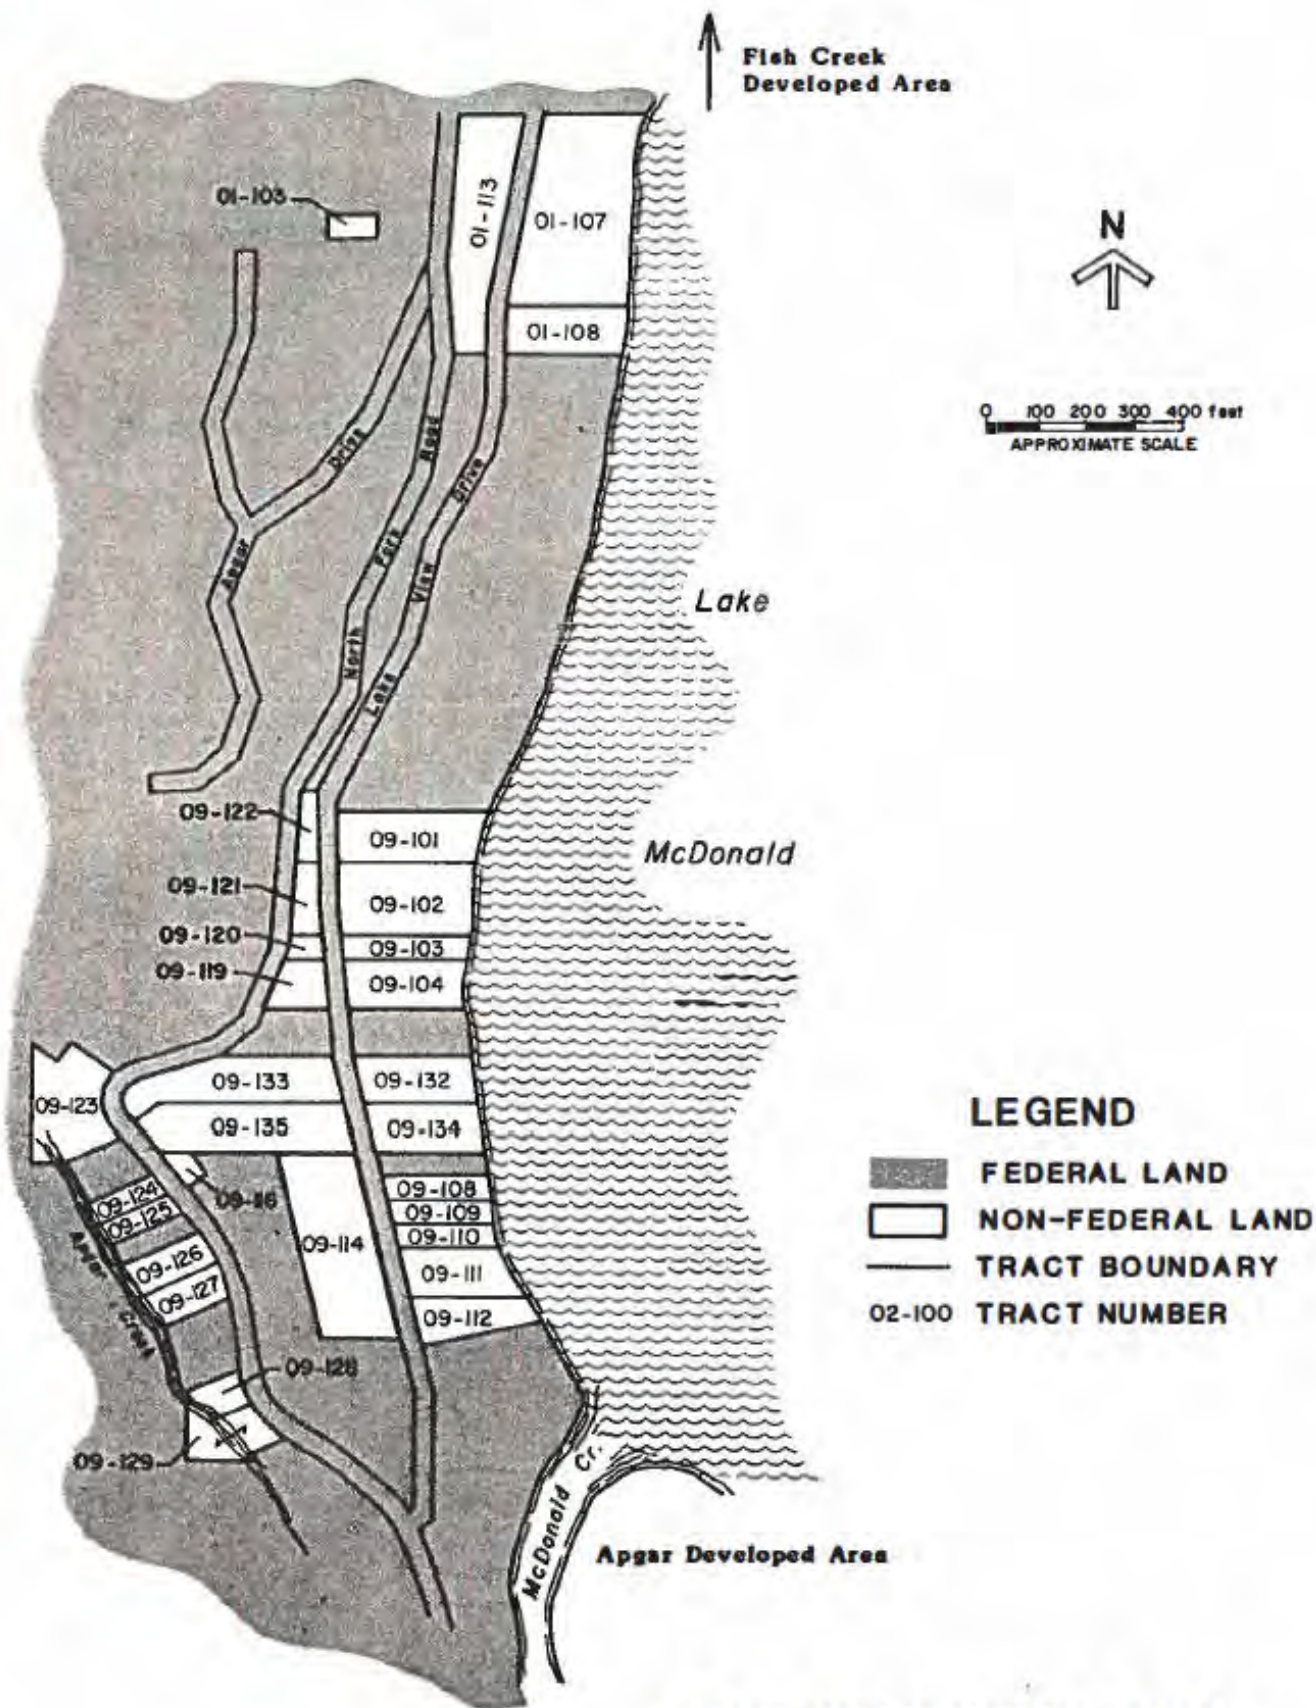 Fish Creek
Developed Area
01-103
01-113
01-107
N
01-108
0 100 200 300 400 feet
APPROXIMATE SCALE
Drive
Road
Drive
Fork
Apgar
View
Lake
North
Lake
09-122
09-101
McDonald
09-121
09-102
09-120
09-103
09-119
09-104
09-133
09-132
09-123
LEGEND
09-135
09-134
FEDERAL LAND
09-124
09-116
09-108
09-125
09-109
NON-FEDERAL LAND
Apgar
09-126
09-114
09-110
TRACT BOUNDARY
09-127
09-111
Creek
09-112
02-100 TRACT NUMBER
09-128
09-129
McDonald Cr.
Apgar Developed Area